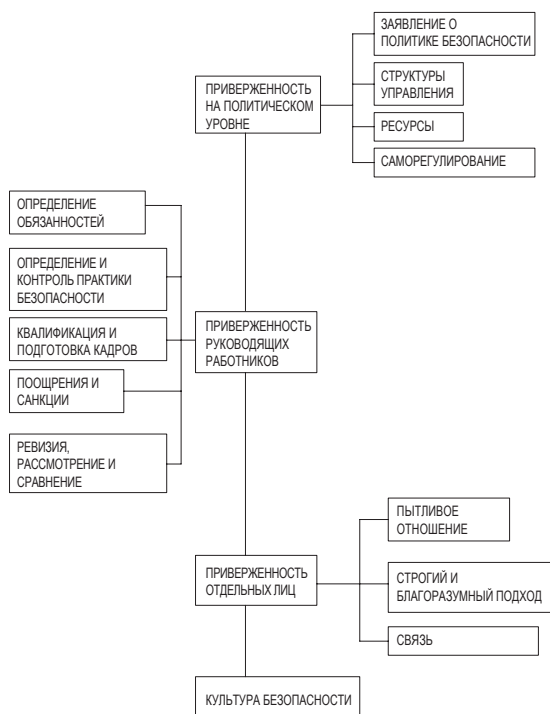 ЗАЯВЛЕНИЕ О
ПОЛИТИКЕ БЕЗОПАСНОСТИ
ПРИВЕРЖЕННОСТЬ
НА ПОЛИТИЧЕСКОМ
УРОВНЕ
СТРУКТУРЫ
УПРАВЛЕНИЯ
РЕСУРСЫ
САМОРЕГУЛИРОВАНИЕ
ОПРЕДЕЛЕНИЕ
ОБЯЗАННОСТЕЙ
ОПРЕДЕЛЕНИЕ И
КОНТРОЛЬ ПРАКТИКИ
БЕЗОПАСНОСТИ
КВАЛИФИКАЦИЯ И
ПОДГОТОВКА КАДРОВ
ПООЩРЕНИЯ И
САНКЦИИ
РЕВИЗИЯ,
РАССМОТРЕНИЕ И
СРАВНЕНИЕ
ПРИВЕРЖЕННОСТЬ
РУКОВОДЯЩИХ
РАБОТНИКОВ
ПРИВЕРЖЕННОСТЬ
ОТДЕЛЬНЫХ ЛИЦ
ПЫТЛИВОЕ
ОТНОШЕНИЕ
СТРОГИЙ И
БЛАГОРАЗУМНЫЙ ПОДХОД
СВЯЗЬ
КУЛЬТУРА БЕЗОПАСНОСТИ